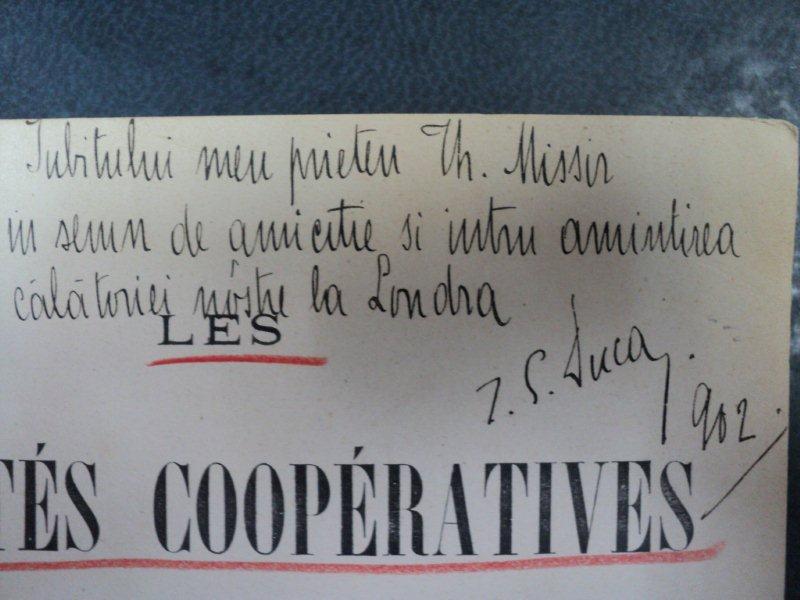 Iubitului meu prieten Th. Missir
in semn de amicitie si intru amintirea
călătoriei nóstre la Londra
LES
I. G. Duca.
902.
TÉS COOPÉRATIVES